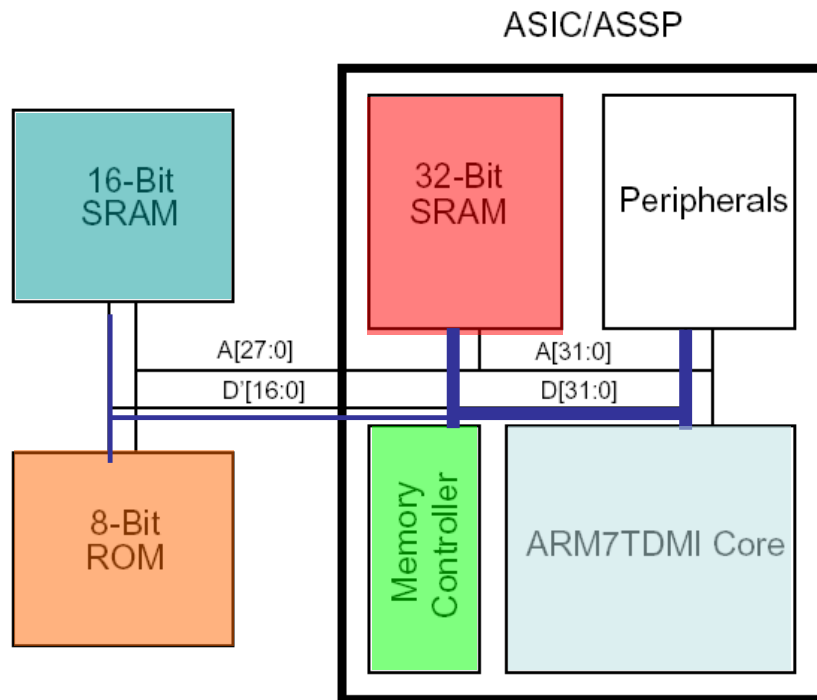 ASIC/ASSP
16-Bit
SRAM
32-Bit
SRAM
Peripherals
A[27:0]
A[31:0]
D'[16:0]
D[31:0]
8-Bit
ROM
Memory
Controller
ARM7TDMI Core